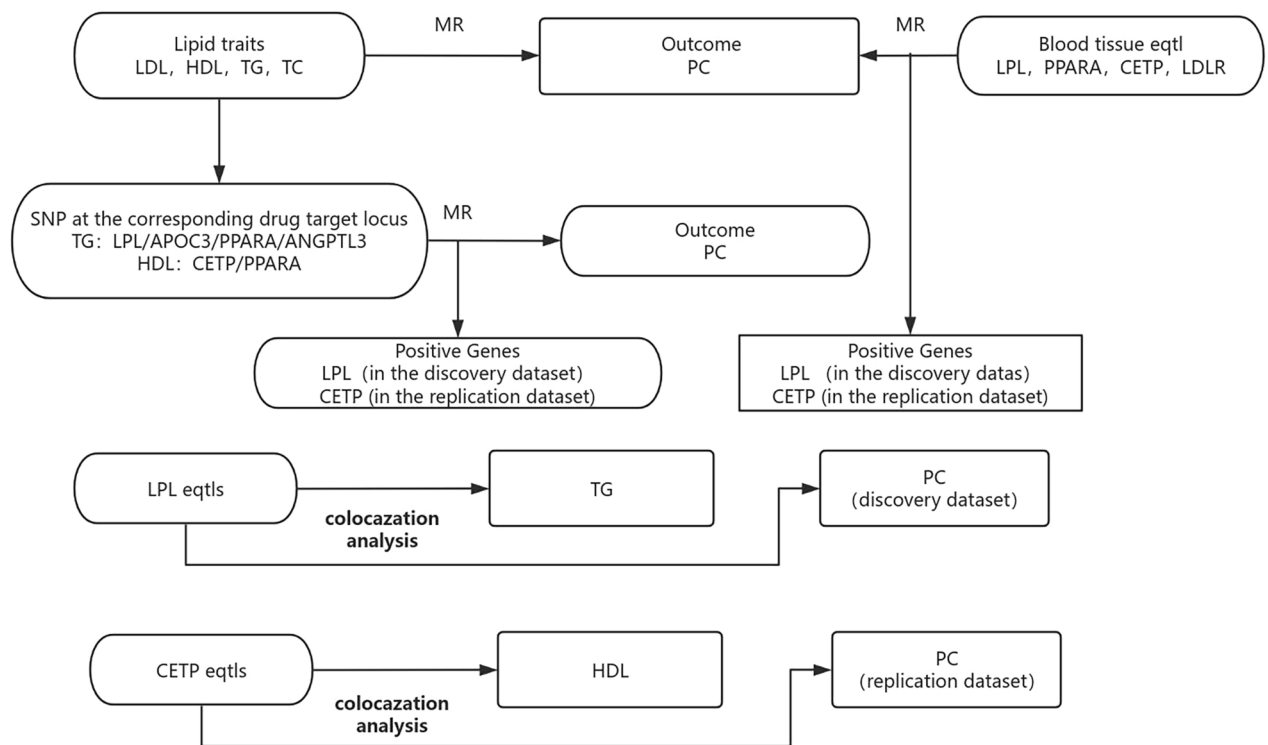 Lipid traits
LDL，HDL，TG，TC
MR
Outcome
PC
MR
Blood tissue eqtl
LPL，PPARA，CETP，LDLR
SNP at the corresponding drug target locus
TG：LPL/APOC3/PPARA/ANGPTL3
HDL：CETP/PPARA
MR
Outcome
PC
Positive Genes
LPL（in the discovery dataset)
CETP (in the replication dataset)
Positive Genes
LPL （in the discovery datas)
CETP (in the replication dataset)
LPL eqtls
colocazation
analysis
TG
PC
（discovery dataset）
CETP eqtls
colocazation
analysis
HDL
PC
（replication dataset）